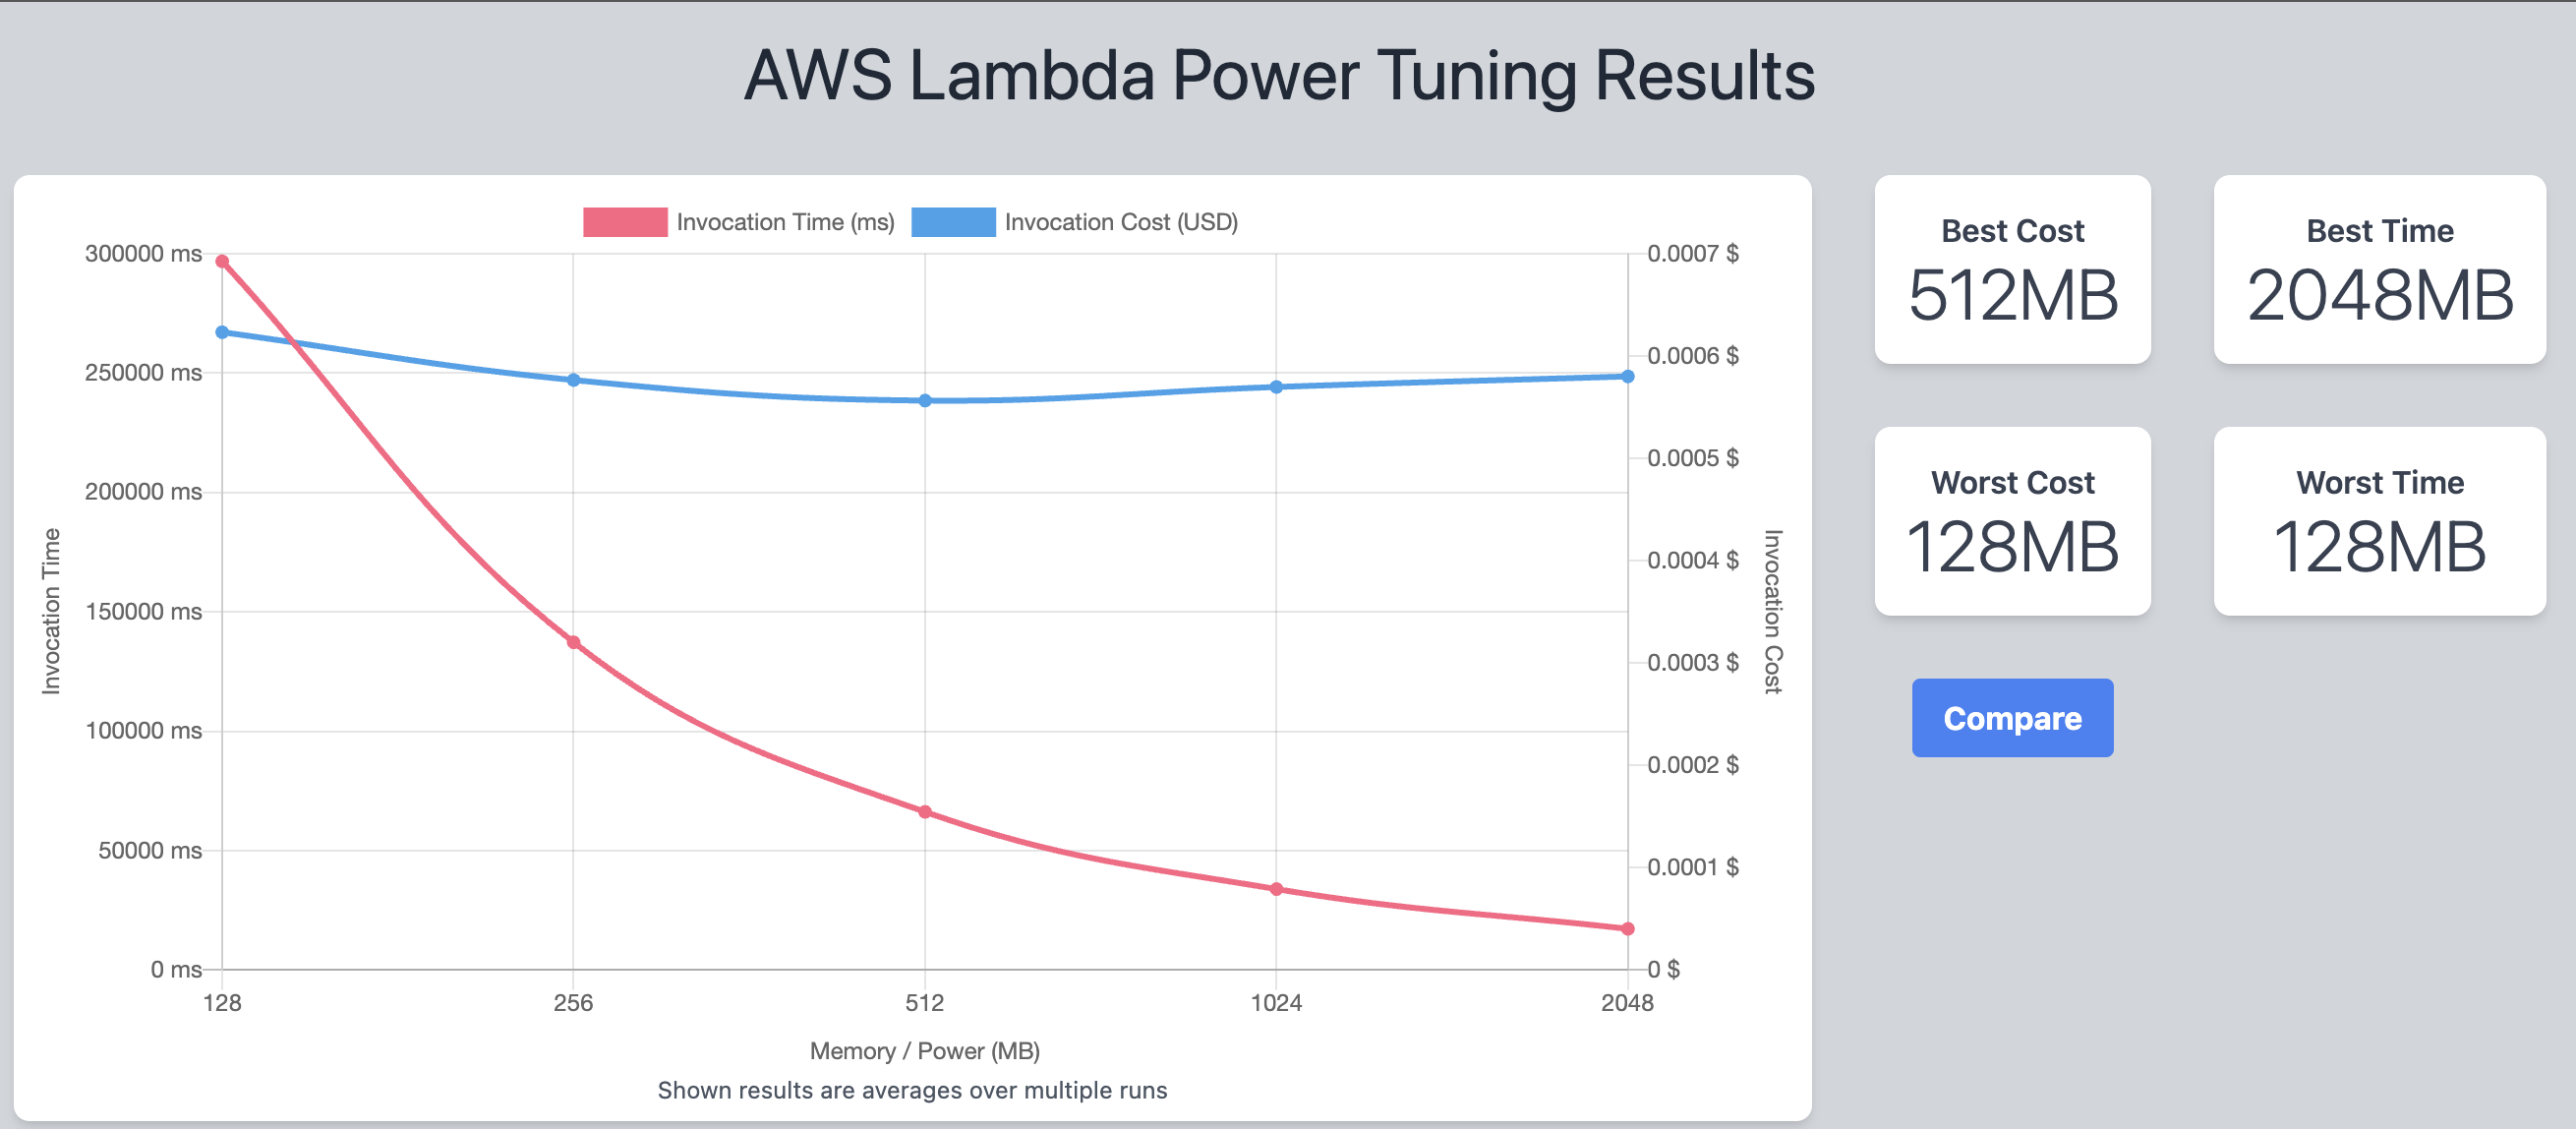 AWS Lambda Power Tuning Results
Invocation Time (ms) Invocation Cost (USD)
300000 ms
250000 ms
200000 ms
150000 ms
100000 ms
50000 ms
0 ms
Invocation Time
0.0007 $
0.0006 $
0.0005 $
0.0004 $
0.0003 $
0.0002 $
0.0001 $
0 $
Invocation Cost
128 256 512 1024 2048
Memory / Power (MB)
Shown results are averages over multiple runs
Best Cost
512MB
Best Time
2048MB
Worst Cost
128MB
Worst Time
128MB
Compare